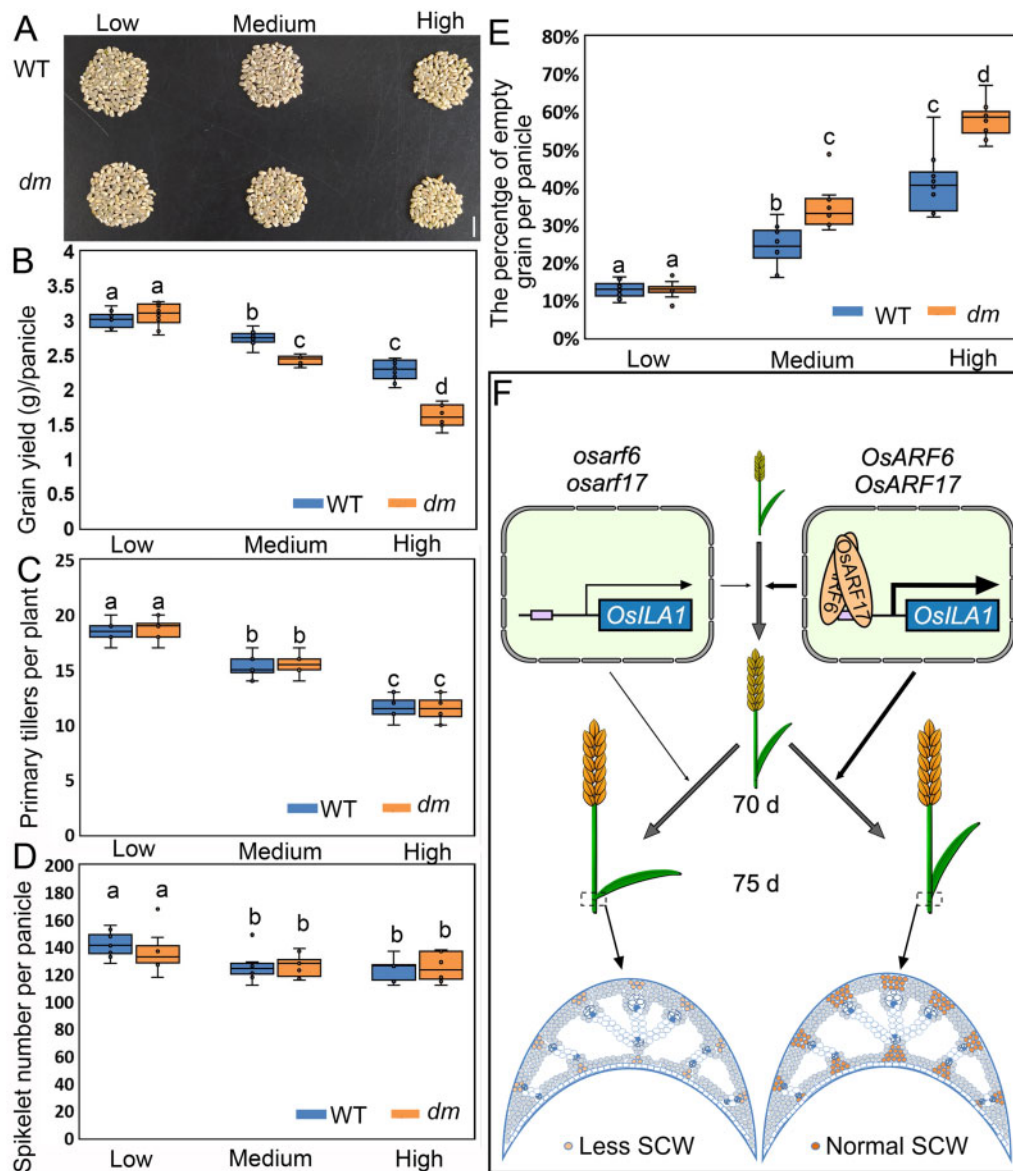 A
Low Medium High
WT
dm
B
Grain yield (g)/panicle
4
3.5
3
2.5
2
1.5
1
0.5
0
a a b c c d
WT dm
Low Medium High
C
Primary tillers per plant
25
20
15
10
5
0
a a b b c c
WT dm
Low Medium High
D
Spikelet number per panicle
200
180
160
140
120
100
80
60
40
20
0
a a b b b b
WT dm
Low Medium High
E
The percentge of empty
grain per panicle
80%
70%
60%
50%
40%
30%
20%
10%
0%
a a b c c d
WT dm
Low Medium High
F
osarf6
osarf17
OsARF6
OsARF17
OsILA1
OsARF17
OsILA1
70 d
75 d
Less SCW
Normal SCW